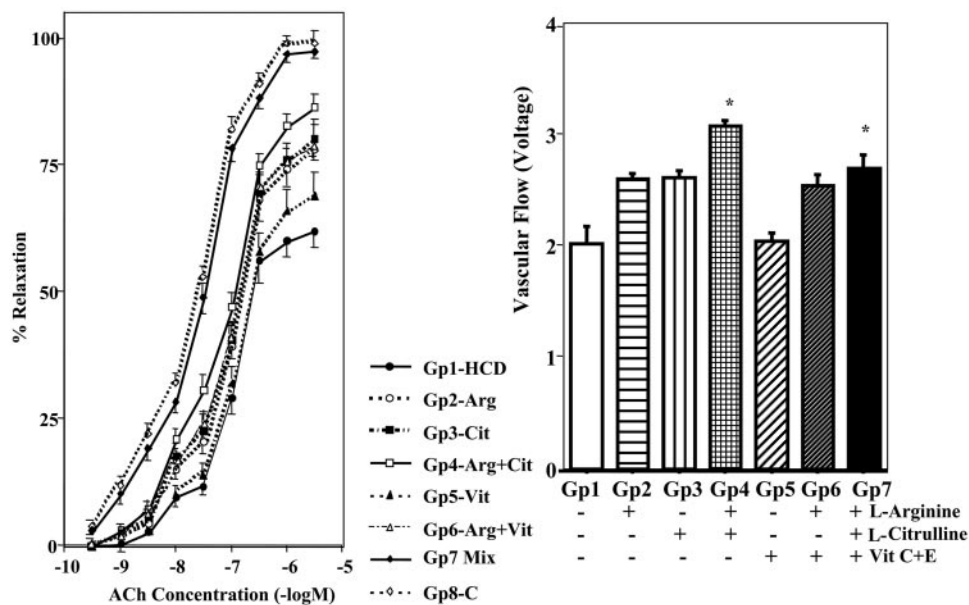 100
75
50
25
0
% Relaxation
-10 -9 -8 -7 -6 -5
ACh Concentration (-logM)
Gp1-HCD
Gp2-Arg
Gp3-Cit
Gp4-Arg+Cit
Gp5-Vit
Gp6-Arg+Vit
Gp7 Mix
Gp8-C
4
3
2
1
0
Vascular Flow (Voltage)
*
*
Gp1 Gp2 Gp3 Gp4 Gp5 Gp6 Gp7
- + - + - + + L-Arginine
- - + + - - + L-Citrulline
- - - - + + + Vit C+E